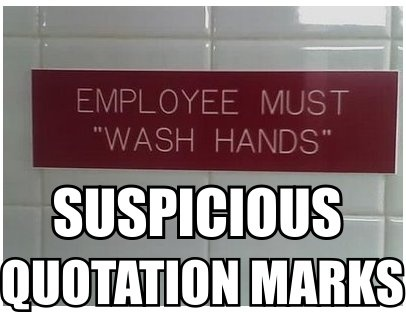 EMPLOYEE MUST
"WASH HANDS"
SUSPICIOUS
QUOTATION MARKS